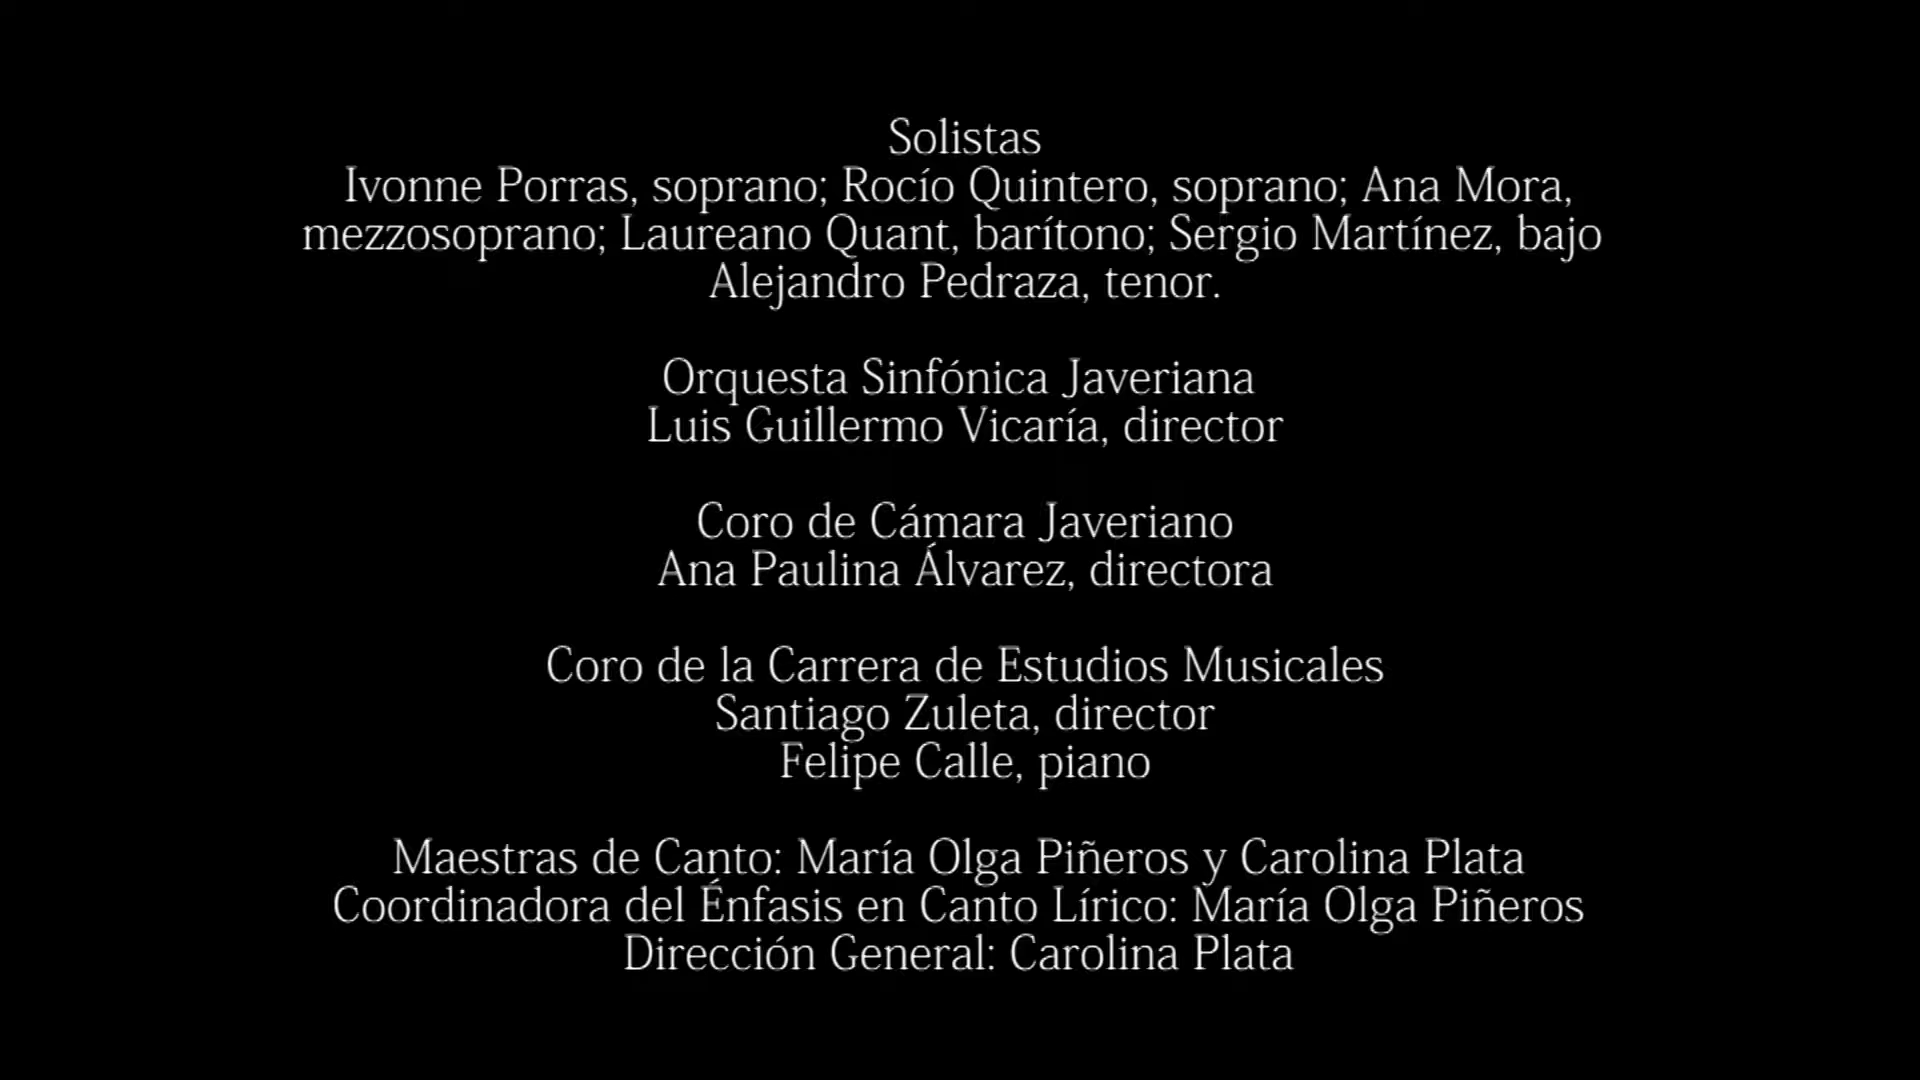 Solistas
Ivonne Porras, soprano; Rocío Quintero, soprano; Ana Mora,
mezzosoprano; Laureano Quant, barítono; Sergio Martínez, bajo
Alejandro Pedraza, tenor.
Orquesta Sinfónica Javeriana
Luis Guillermo Vicaría, director
Coro de Cámara Javeriano
Ana Paulina Álvarez, directora
Coro de la Carrera de Estudios Musicales
Santiago Zuleta, director
Felipe Calle, piano
Maestras de Canto: María Olga Piñeros y Carolina Plata
Coordinadora del Énfasis en Canto Lírico: María Olga Piñeros
Dirección General: Carolina Plata